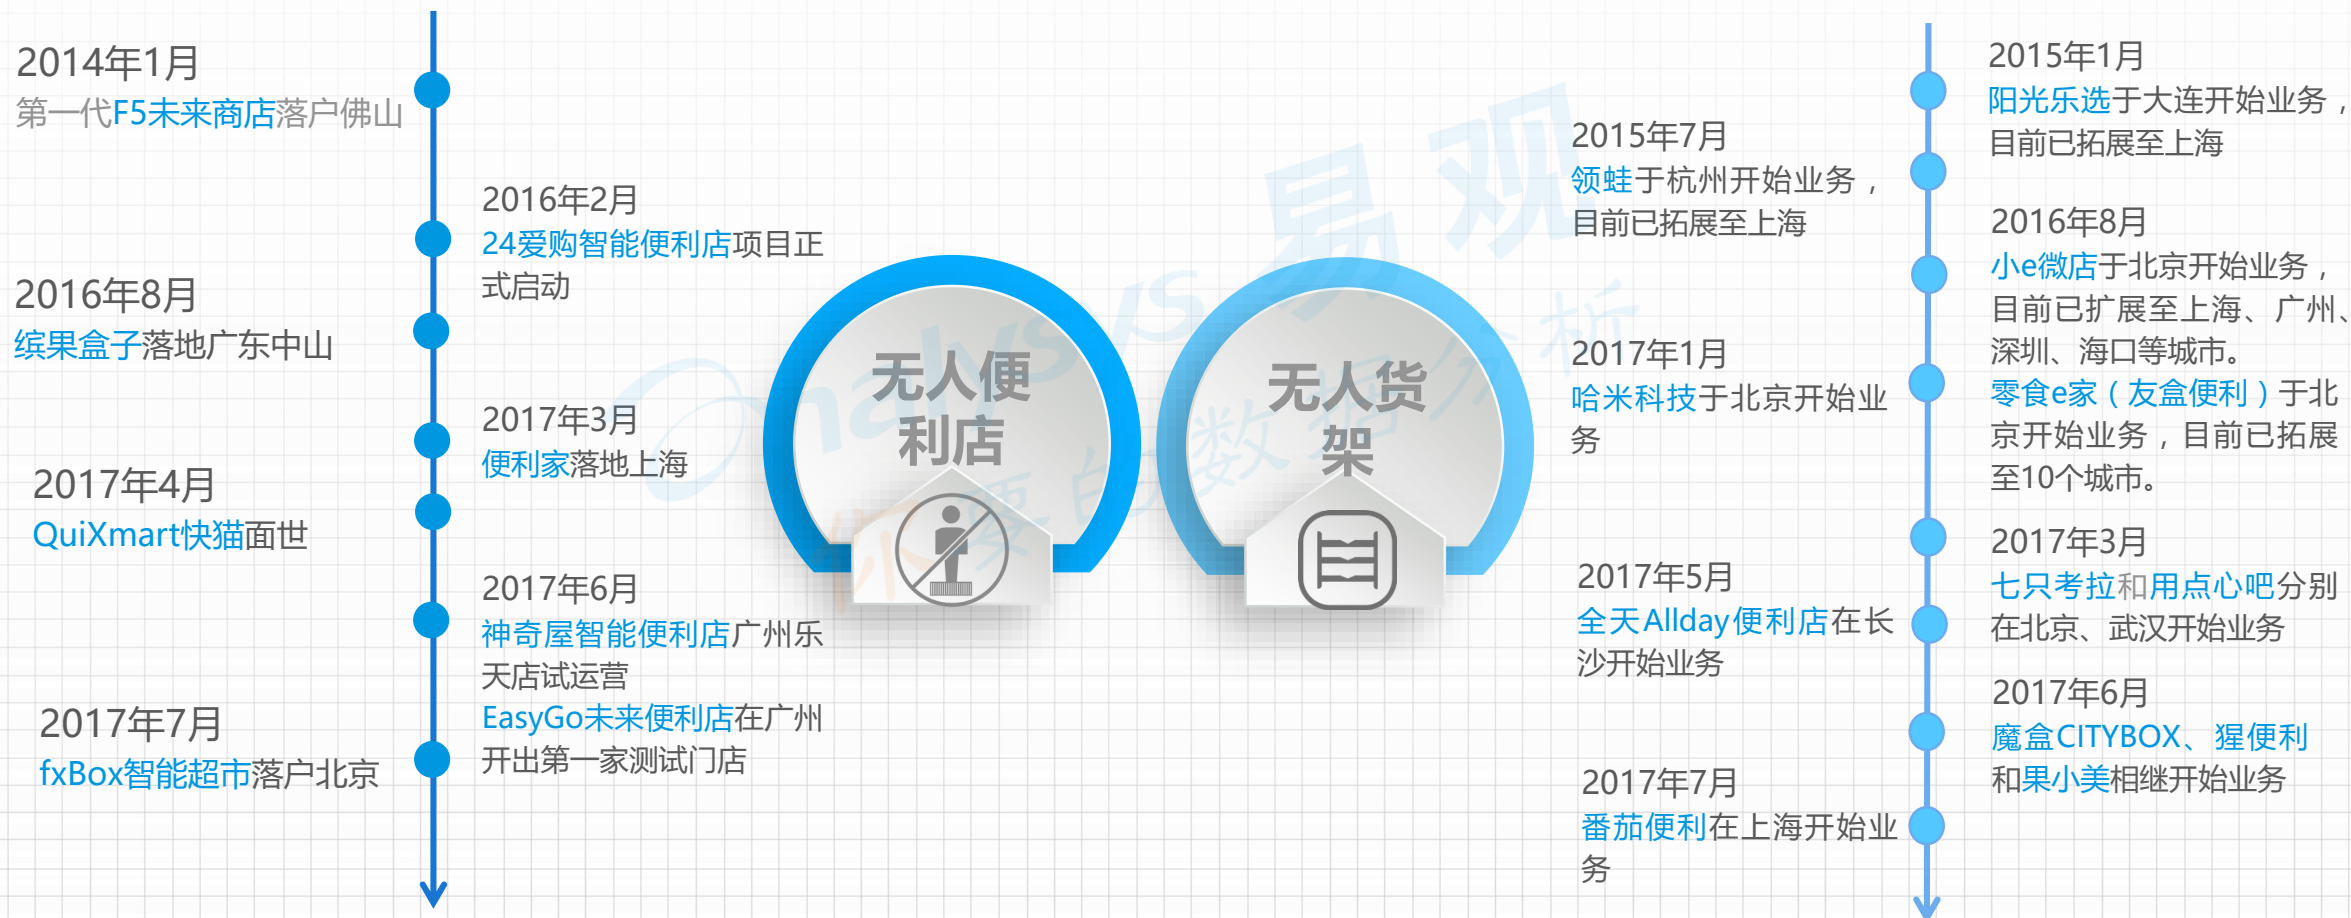 2014年1月
第一代F5未来商店落户佛山
2016年2月
24爱购智能便利店项目正
式启动
2016年8月
缤果盒子落地广东中山
2017年3月
便利家落地上海
2017年4月
QuiXmart快猫面世
2017年6月
神奇屋智能便利店广州乐
天店试运营
EasyGo未来便利店在广州
开出第一家测试门店
2017年7月
fxBox智能超市落户北京
无人便
利店
无人货
架
nalysys 易观
你要的数据分析
2015年1月
阳光乐选于大连开始业务，
目前已拓展至上海
2015年7月
领蛙于杭州开始业务，
目前已拓展至上海
2016年8月
小e微店于北京开始业务，
目前已扩展至上海、广州、
深圳、海口等城市。
零食e家（友盒便利）于北
京开始业务，目前已拓展
至10个城市。
2017年1月
哈米科技于北京开始业
务
2017年3月
七只考拉和用点心吧分别
在北京、武汉开始业务
2017年5月
全天Allday便利店在长
沙开始业务
2017年6月
魔盒CITYBOX、猩便利
和果小美相继开始业务
2017年7月
番茄便利在上海开始业
务